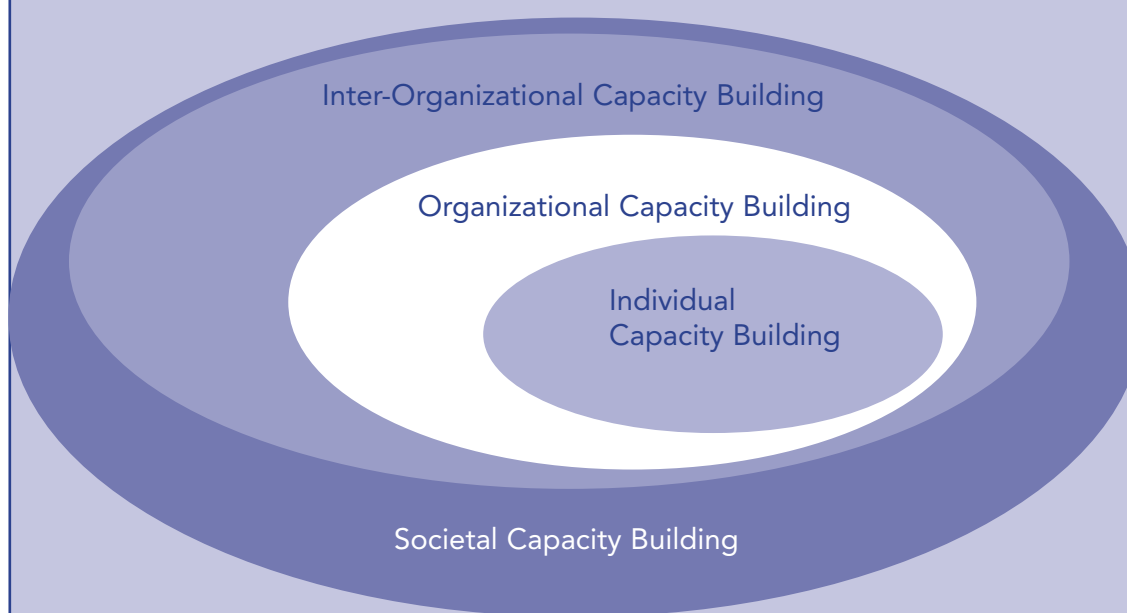 Inter-Organizational Capacity Building
Organizational Capacity Building
Individual
Capacity Building
Societal Capacity Building